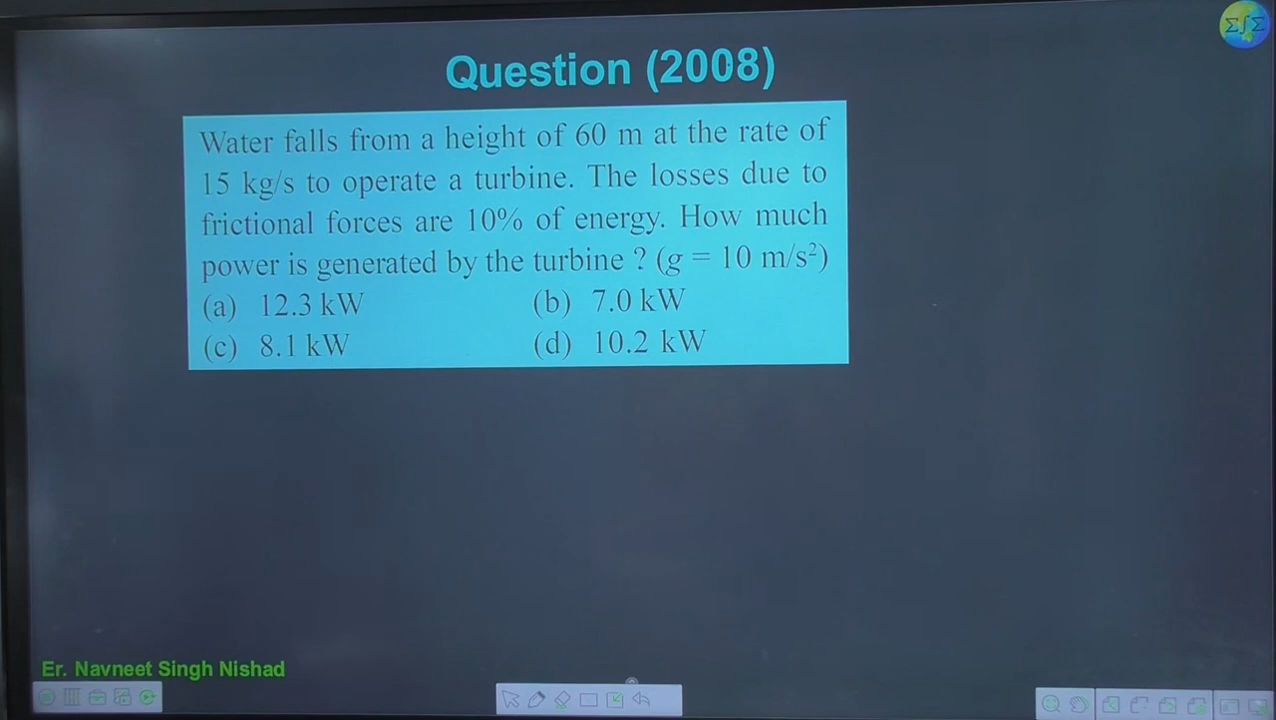 ΣʃΣ
Question (2008)
Water falls from a height of 60 m at the rate of
15 kg/s to operate a turbine. The losses due to
frictional forces are 10% of energy. How much
power is generated by the turbine ? (g = 10 m/s²)
(a) 12.3 kW (b) 7.0 kW
(c) 8.1 kW (d) 10.2 kW
Er. Navneet Singh Nishad